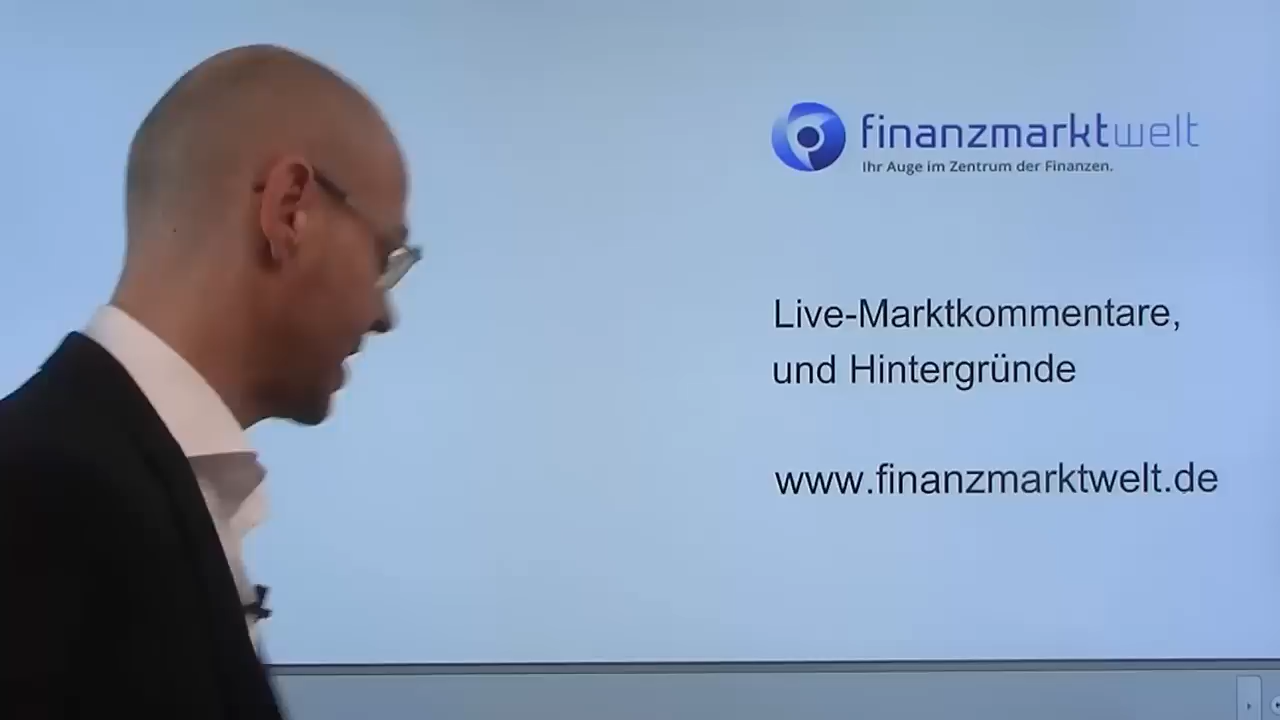 finanzmarktwelt
Ihr Auge im Zentrum der Finanzen.
Live-Marktkommentare,
und Hintergründe
www.finanzmarktwelt.de